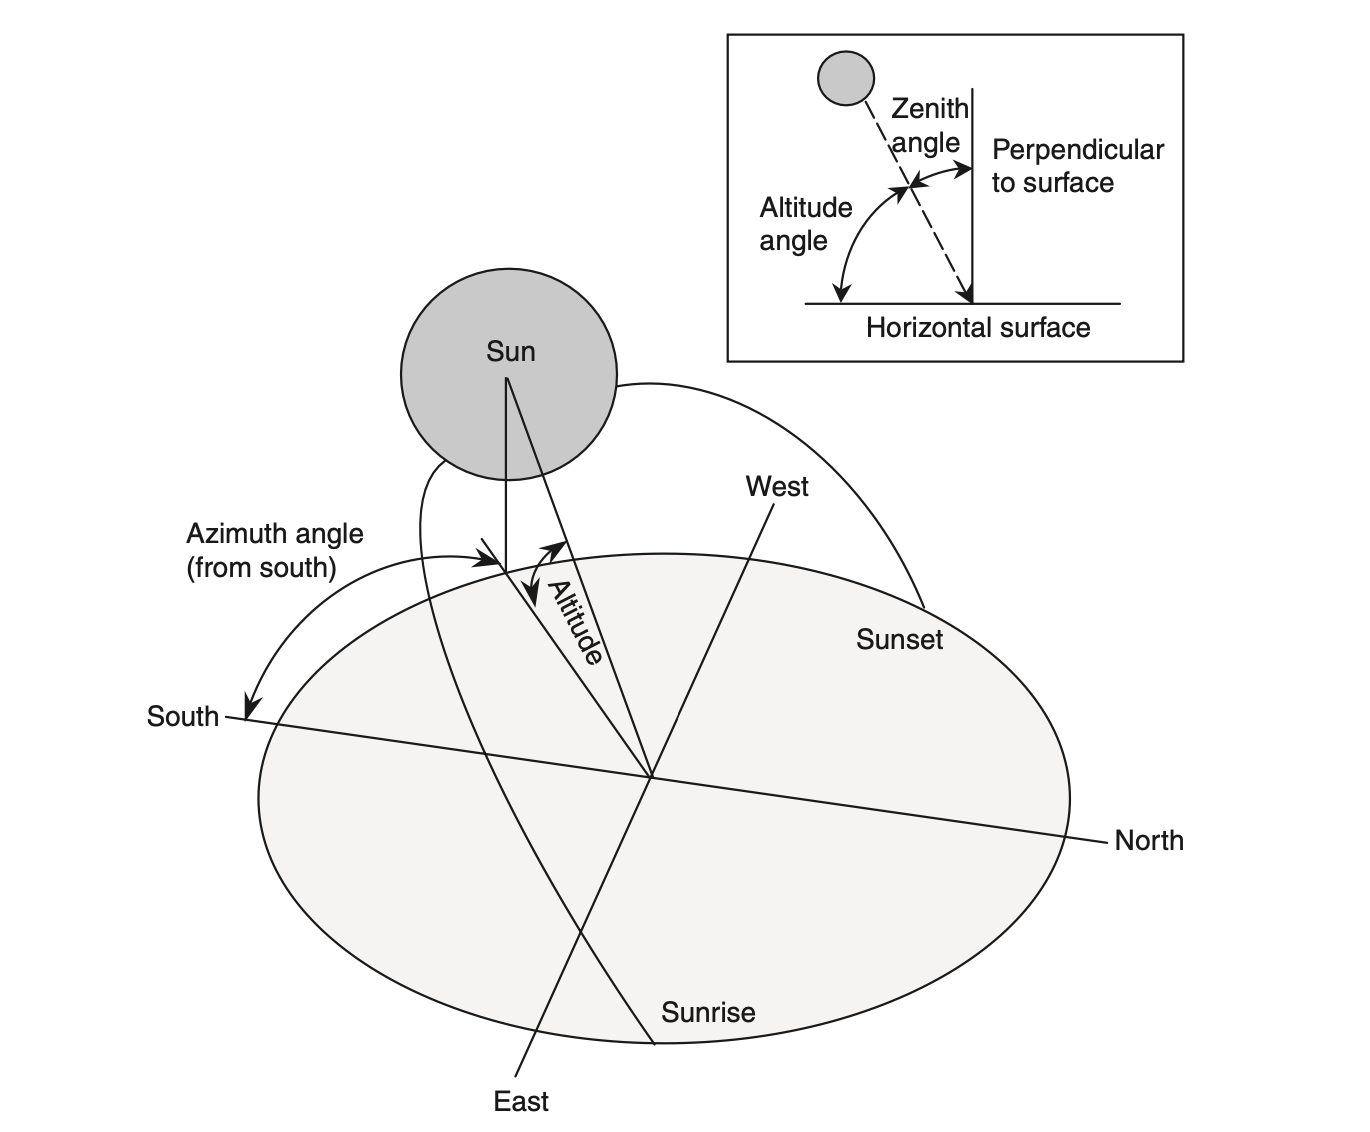 Zenith
angle
Perpendicular
to surface
Altitude
angle
Horizontal surface
Sun
West
Azimuth angle
(from south)
Altitude
Sunset
South
North
Sunrise
East